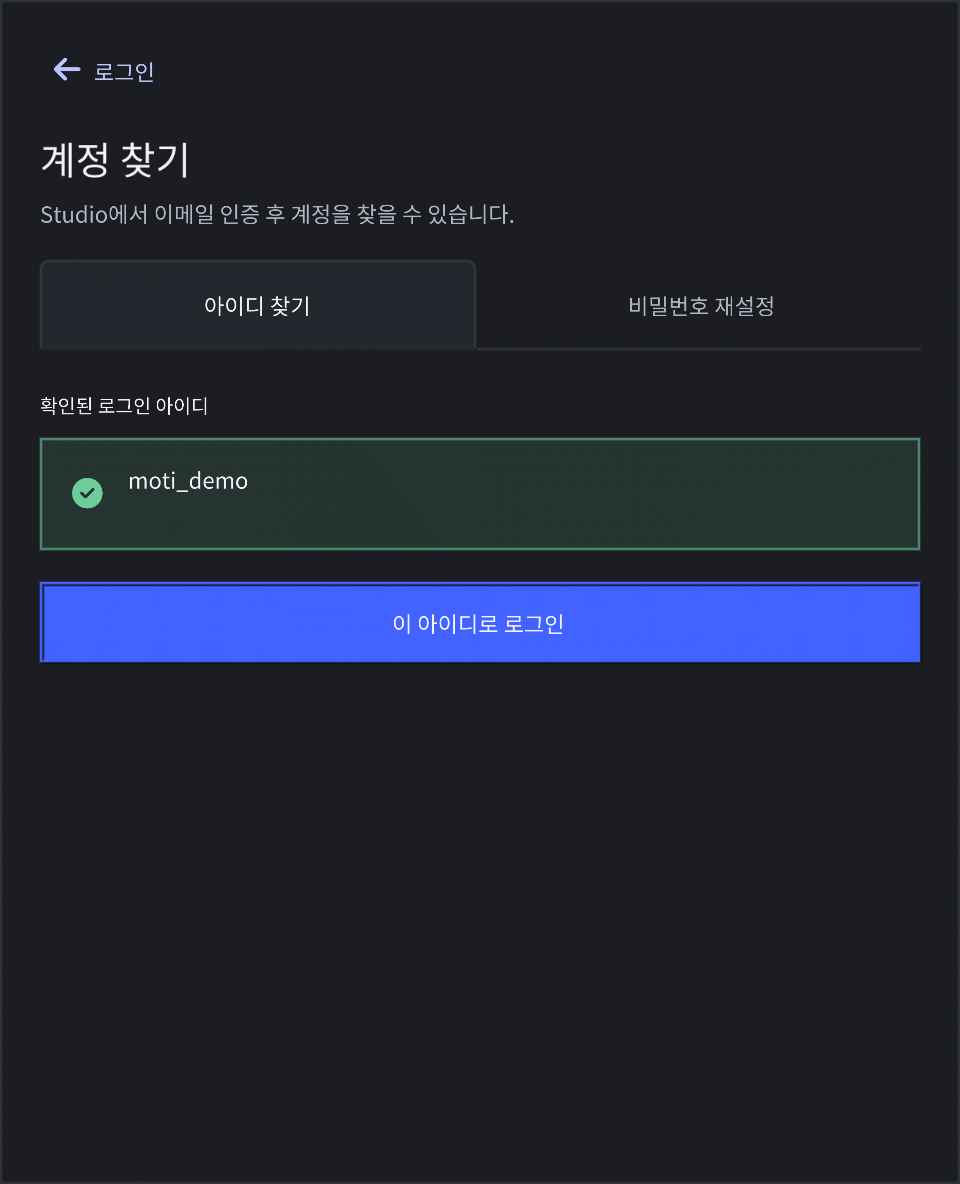 로그인
계정 찾기
Studio에서 이메일 인증 후 계정을 찾을 수 있습니다.
아이디 찾기
비밀번호 재설정
확인된 로그인 아이디
moti_demo
이 아이디로 로그인